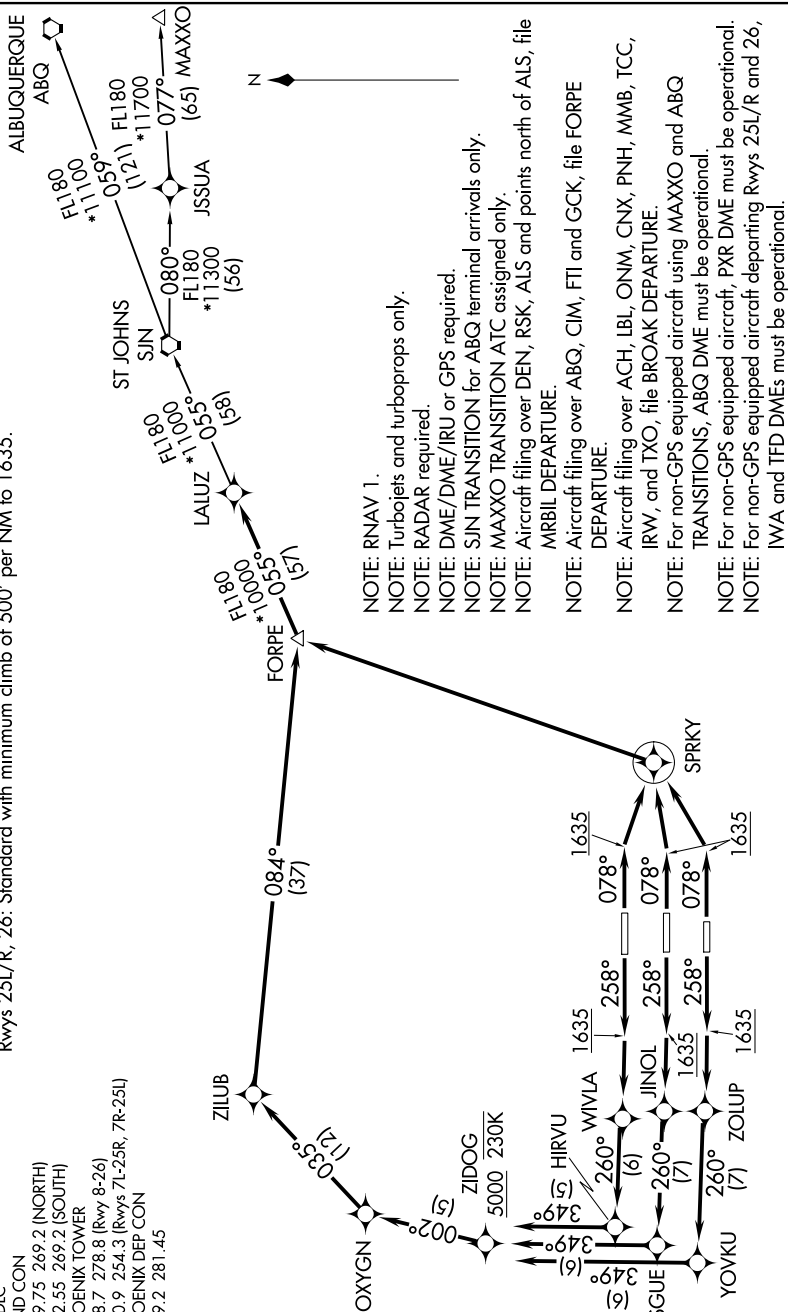 Rwys 25L/R, 26: Standard with minimum climb of 500' per NM to 1635.
ND CON
9.75 269.2 (NORTH)
2.55 269.2 (SOUTH)
OENIX TOWER
8.7 278.8 (Rwy 8-26)
0.9 254.3 (Rwys 7L-25R, 7R-25L)
OENIX DEP CON
9.2 281.45
ALBUQUERQUE
ABQ
MAXXO
N
FL180
*11100
059°
(121)
FL180
*11700
077°
(65)
JSSUA
080°
FL180
*11300
(56)
ST JOHNS
SJN
FL180
*11000
055°
(58)
LALUZ
FL180
*10000
055°
(57)
FORPE
084°
(37)
ZILUB
035°
(12)
OXYGN
002°
(5)
ZIDOG
5000 230K
HIRVU
349°
(5)
349°
(6)
349°
(6)
GUE
YOVKU
WIVLA
260°
(6)
JINOL
260°
(7)
ZOLUP
260°
(7)
1635
1635
1635
258°
258°
258°
078°
078°
078°
1635
1635
SPRKY
NOTE: RNAV 1.
NOTE: Turbojets and turboprops only.
NOTE: RADAR required.
NOTE: DME/DME/IRU or GPS required.
NOTE: SJN TRANSITION for ABQ terminal arrivals only.
NOTE: MAXXO TRANSITION ATC assigned only.
NOTE: Aircraft filing over DEN, RSK, ALS and points north of ALS, file
MRBIL DEPARTURE.
NOTE: Aircraft filing over ABQ, CIM, FTI and GCK, file FORPE
DEPARTURE.
NOTE: Aircraft filing over ACH, LBL, ONM, CNX, PNH, MMB, TCC,
IRW, and TXO, file BROAK DEPARTURE.
NOTE: For non-GPS equipped aircraft using MAXXO and ABQ
TRANSITIONS, ABQ DME must be operational.
NOTE: For non-GPS equipped aircraft, PXR DME must be operational.
NOTE: For non-GPS equipped aircraft departing Rwys 25L/R and 26,
IWA and TFD DMEs must be operational.